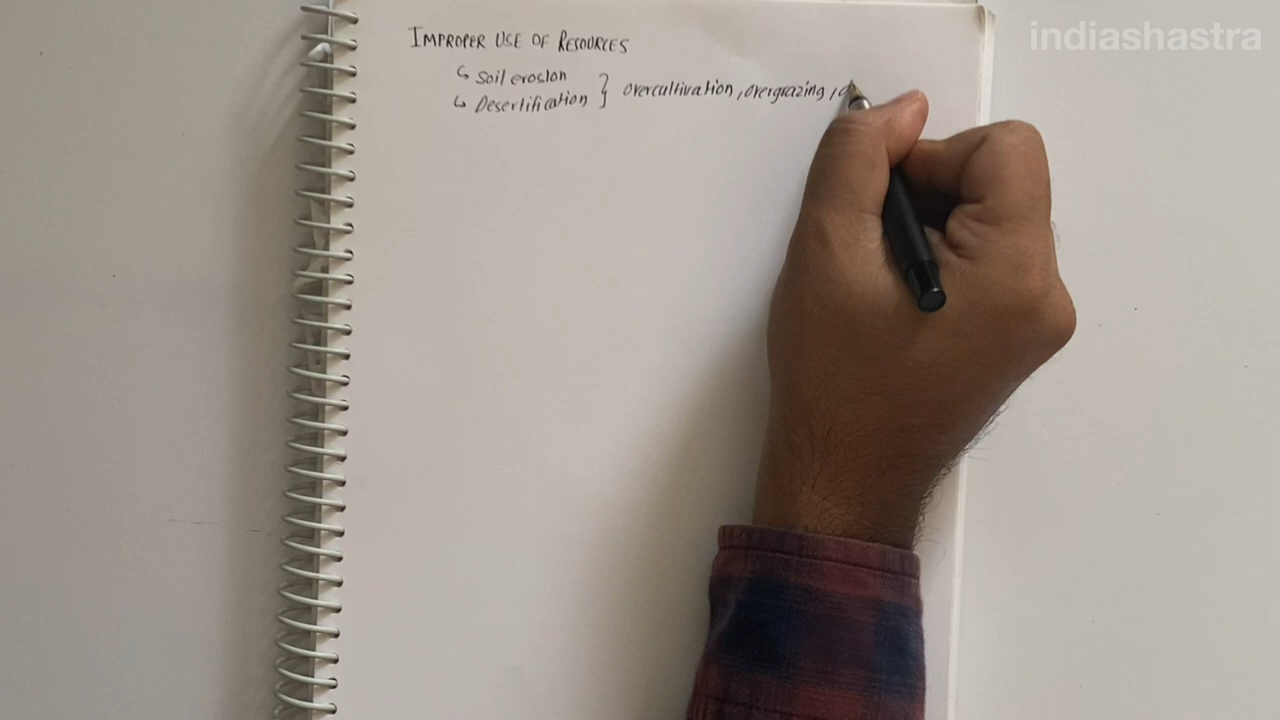 indiashastra
IMPROPER USE OF RESOURCES
↳ Soil erosion
↳ Desertification } overcultivation, overgrazing,